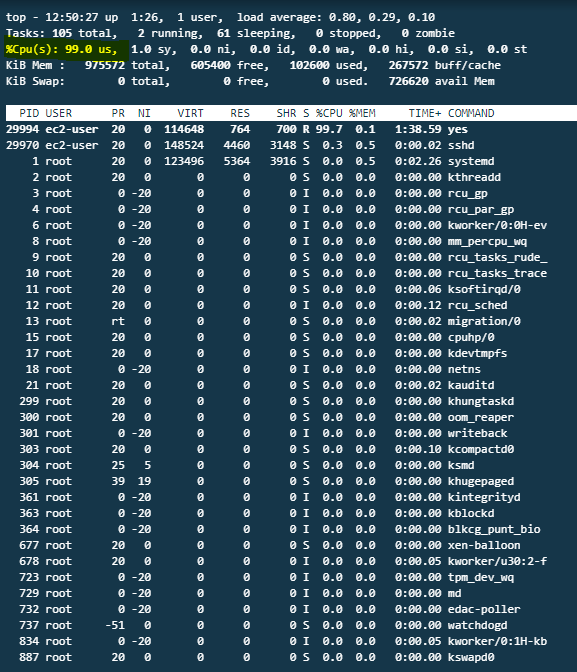 top - 12:50:27 up  1:26,  1 user,  load average: 0.80, 0.29, 0.10
Tasks: 105 total,   2 running,  61 sleeping,   0 stopped,   0 zombie
%Cpu(s): 99.0 us,  1.0 sy,  0.0 ni,  0.0 id,  0.0 wa,  0.0 hi,  0.0 si,  0.0 st
KiB Mem :   975572 total,   605400 free,   102600 used,   267572 buff/cache
KiB Swap:        0 total,        0 free,        0 used.   726620 avail Mem
PID USER      PR  NI    VIRT    RES    SHR S %CPU %MEM     TIME+ COMMAND
29994 ec2-user  20   0  114648    764    700 R 99.7  0.1   1:38.59 yes
29970 ec2-user  20   0  148524   4460   3148 S  0.3  0.5   0:00.02 sshd
1 root      20   0  123496   5364   3916 S  0.0  0.5   0:02.26 systemd
2 root      20   0       0      0      0 S  0.0  0.0   0:00.00 kthreadd
3 root       0 -20       0      0      0 I  0.0  0.0   0:00.00 rcu_gp
4 root       0 -20       0      0      0 I  0.0  0.0   0:00.00 rcu_par_gp
6 root       0 -20       0      0      0 I  0.0  0.0   0:00.00 kworker/0:0H-ev
8 root       0 -20       0      0      0 I  0.0  0.0   0:00.00 mm_percpu_wq
9 root      20   0       0      0      0 S  0.0  0.0   0:00.00 rcu_tasks_rude_
10 root      20   0       0      0      0 S  0.0  0.0   0:00.00 rcu_tasks_trace
11 root      20   0       0      0      0 S  0.0  0.0   0:00.06 ksoftirqd/0
12 root      20   0       0      0      0 I  0.0  0.0   0:00.12 rcu_sched
13 root      rt   0       0      0      0 S  0.0  0.0   0:00.02 migration/0
15 root      20   0       0      0      0 S  0.0  0.0   0:00.00 cpuhp/0
17 root      20   0       0      0      0 S  0.0  0.0   0:00.00 kdevtmpfs
18 root       0 -20       0      0      0 I  0.0  0.0   0:00.00 netns
21 root      20   0       0      0      0 S  0.0  0.0   0:00.02 kauditd
299 root      20   0       0      0      0 S  0.0  0.0   0:00.00 khungtaskd
300 root      20   0       0      0      0 S  0.0  0.0   0:00.00 oom_reaper
301 root       0 -20       0      0      0 I  0.0  0.0   0:00.00 writeback
303 root      20   0       0      0      0 S  0.0  0.0   0:00.10 kcompactd0
304 root      25   5       0      0      0 S  0.0  0.0   0:00.00 ksmd
305 root      39  19       0      0      0 S  0.0  0.0   0:00.00 khugepaged
361 root       0 -20       0      0      0 I  0.0  0.0   0:00.00 kintegrityd
363 root       0 -20       0      0      0 I  0.0  0.0   0:00.00 kblockd
364 root       0 -20       0      0      0 I  0.0  0.0   0:00.00 blkcg_punt_bio
677 root      20   0       0      0      0 S  0.0  0.0   0:00.00 xen-balloon
678 root      20   0       0      0      0 I  0.0  0.0   0:00.05 kworker/u30:2-f
723 root       0 -20       0      0      0 I  0.0  0.0   0:00.00 tpm_dev_wq
729 root       0 -20       0      0      0 I  0.0  0.0   0:00.00 md
732 root       0 -20       0      0      0 I  0.0  0.0   0:00.00 edac-poller
737 root     -51   0       0      0      0 S  0.0  0.0   0:00.00 watchdogd
834 root       0 -20       0      0      0 I  0.0  0.0   0:00.05 kworker/0:1H-kb
887 root      20   0       0      0      0 S  0.0  0.0   0:00.00 kswapd0